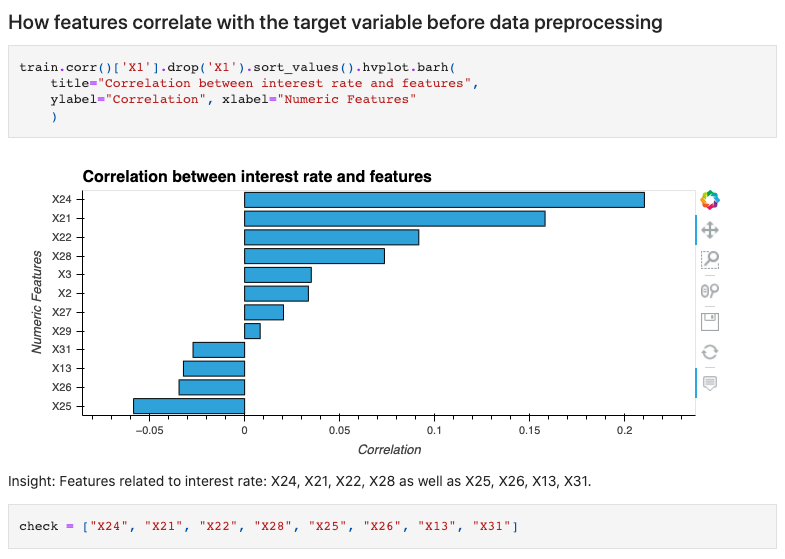 How features correlate with the target variable before data preprocessing
train.corr()['X1'].drop('X1').sort_values().hvplot.barh(
title="Correlation between interest rate and features",
ylabel="Correlation", xlabel="Numeric Features"
)
Correlation between interest rate and features
Numeric Features
X24
X21
X22
X28
X3
X2
X27
X29
X31
X13
X26
X25
−0.05 0 0.05 0.1 0.15 0.2
Correlation
Insight: Features related to interest rate: X24, X21, X22, X28 as well as X25, X26, X13, X31.
check = ["X24", "X21", "X22", "X28", "X25", "X26", "X13", "X31"]